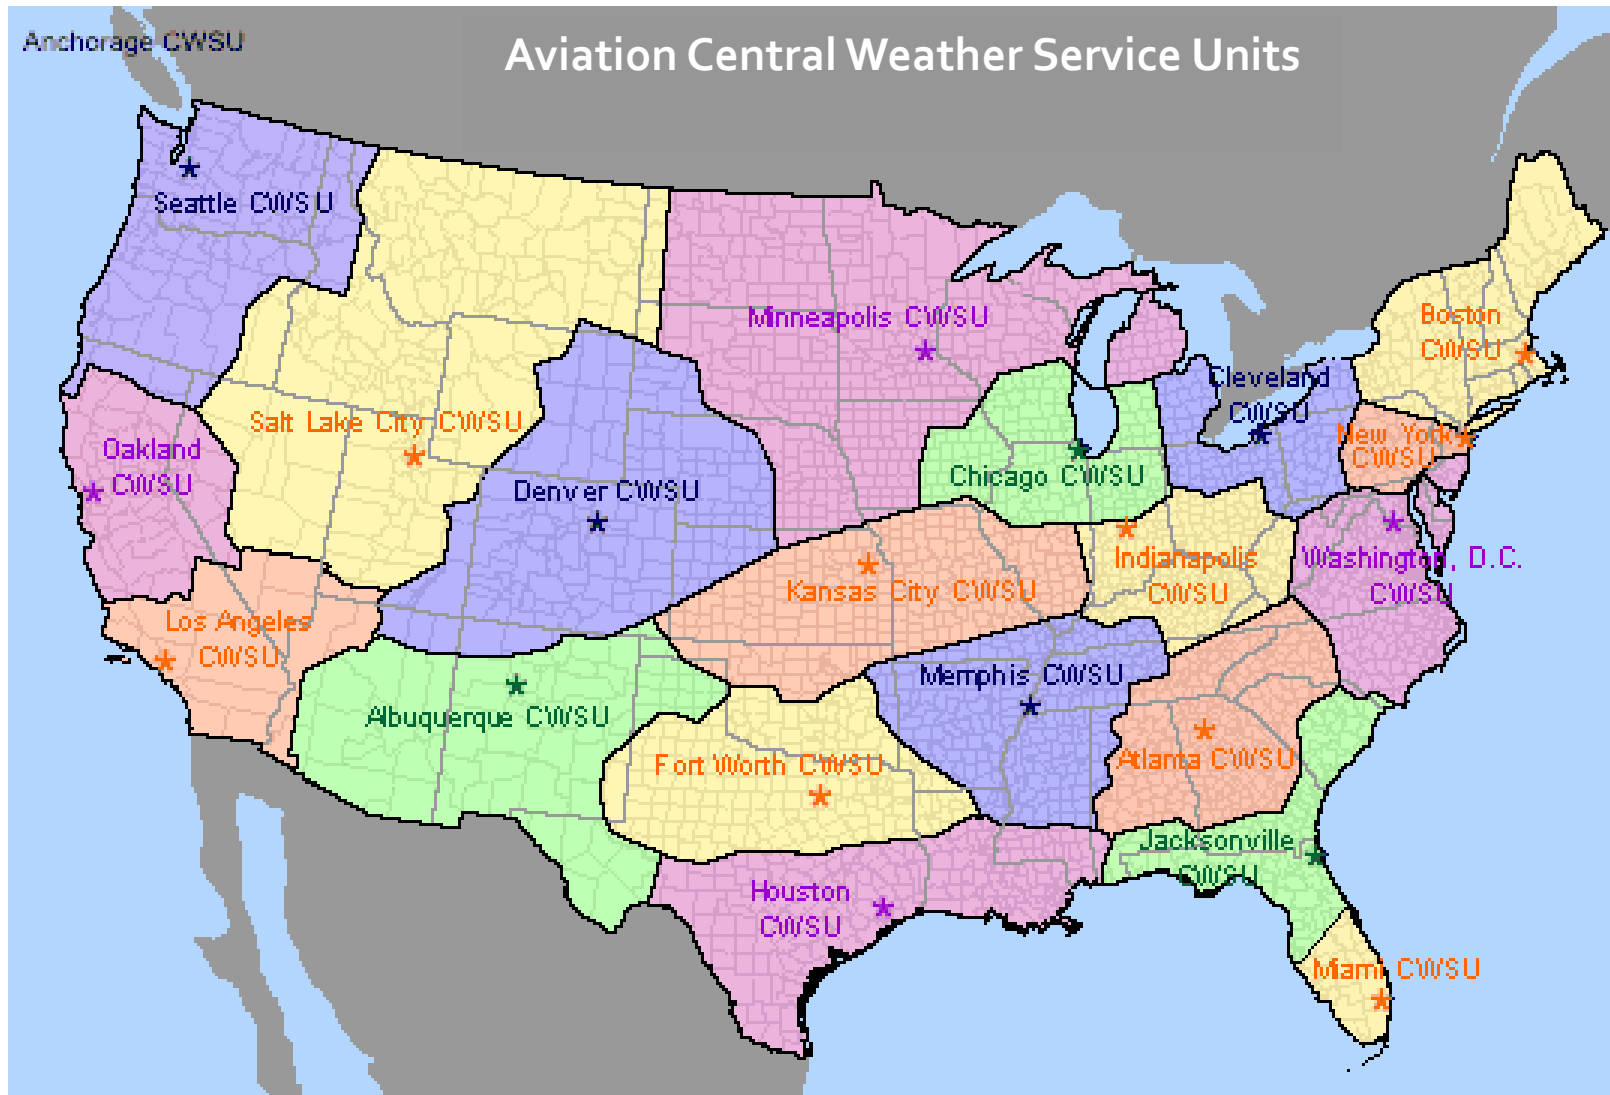 Anchorage CWSU
Aviation Central Weather Service Units
Seattle CWSU
Minneapolis CWSU
Boston
CWSU
Cleveland
CWSU
Salt Lake City CWSU
New York
CWSU
Oakland
CWSU
Chicago CWSU
Denver CWSU
Indianapolis
CWSU
Washington, D.C.
CWSU
Kansas City CWSU
Los Angeles
CWSU
Memphis CWSU
Albuquerque CWSU
Fort Worth CWSU
Atlanta CWSU
Jacksonville
CWSU
Houston
CWSU
Miami CWSU